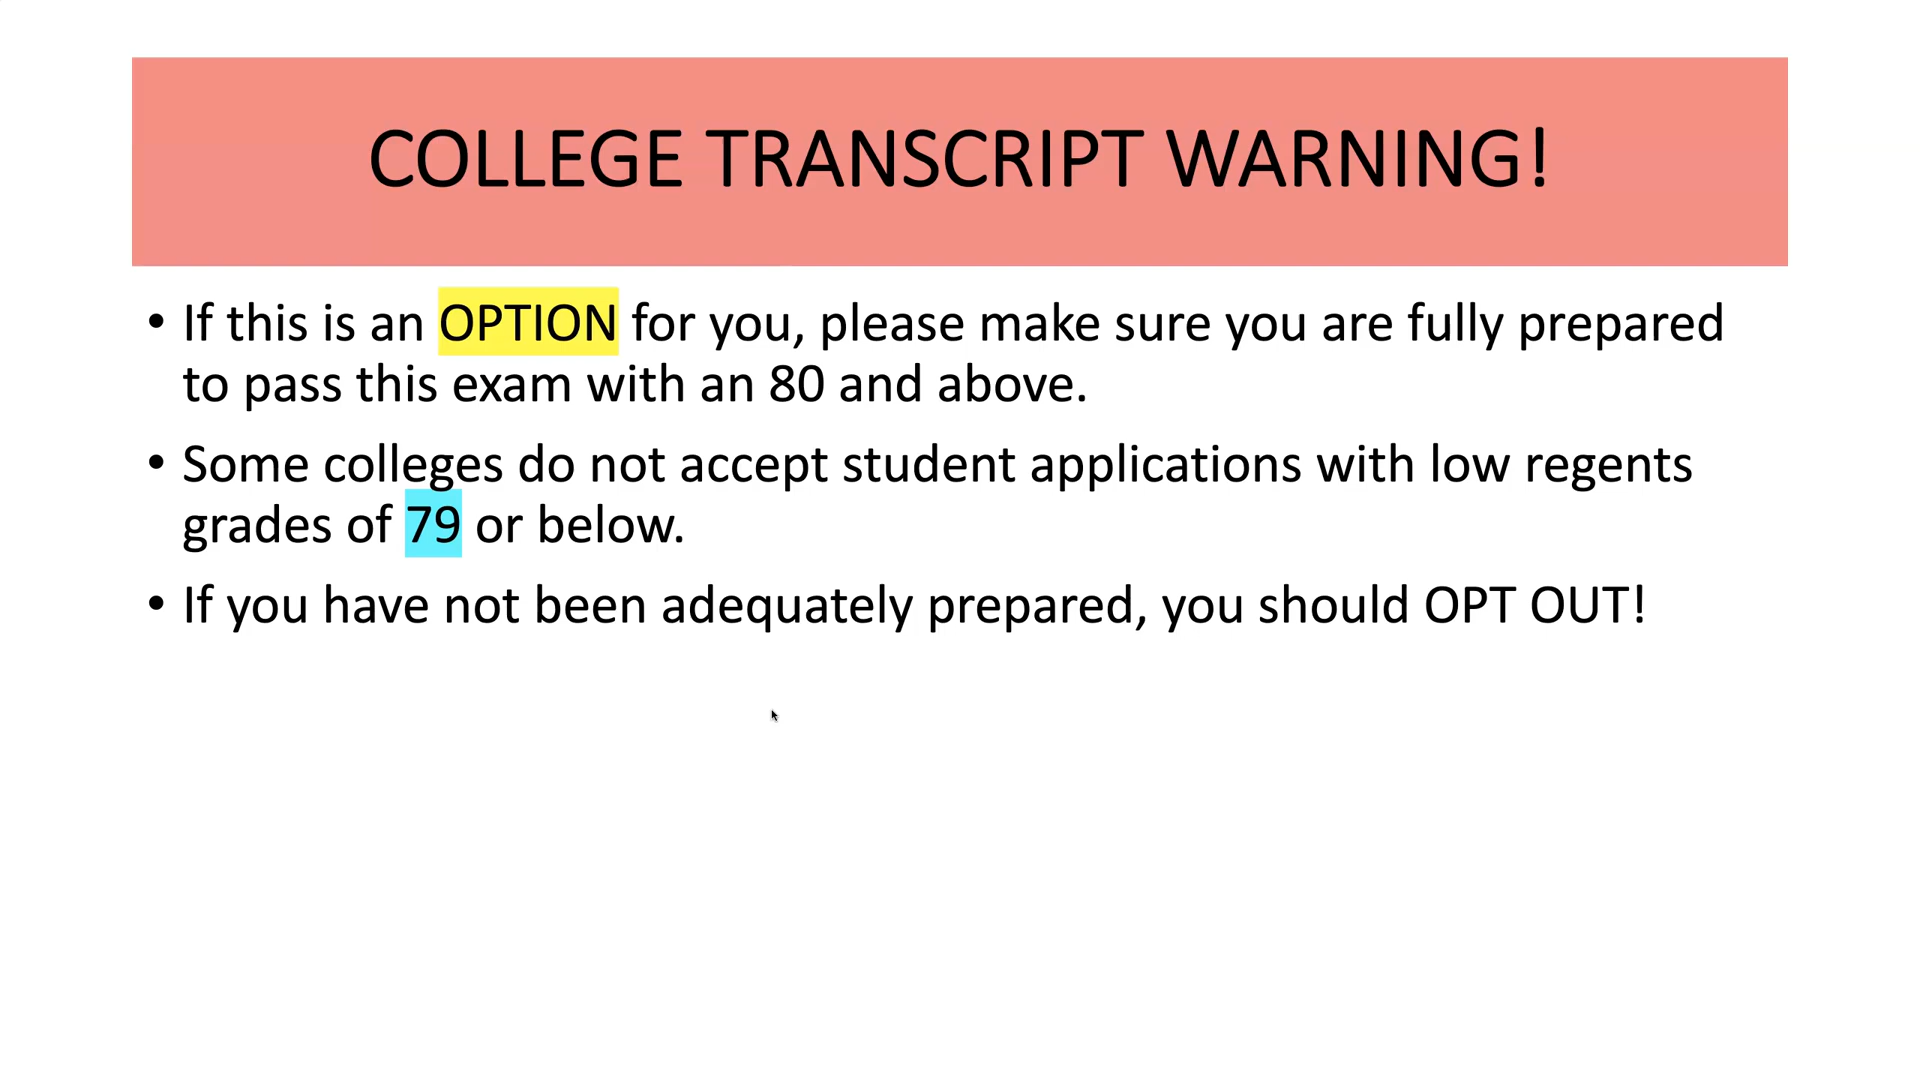 COLLEGE TRANSCRIPT WARNING!
• If this is an OPTION for you, please make sure you are fully prepared
to pass this exam with an 80 and above.
• Some colleges do not accept student applications with low regents
grades of 79 or below.
• If you have not been adequately prepared, you should OPT OUT!